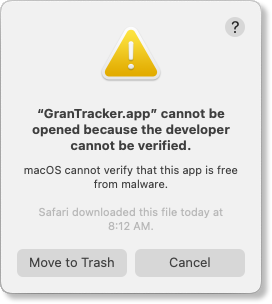 ?
“GranTracker.app” cannot be
opened because the developer
cannot be verified.
macOS cannot verify that this app is free
from malware.
Safari downloaded this file today at
8:12 AM.
Move to Trash
Cancel